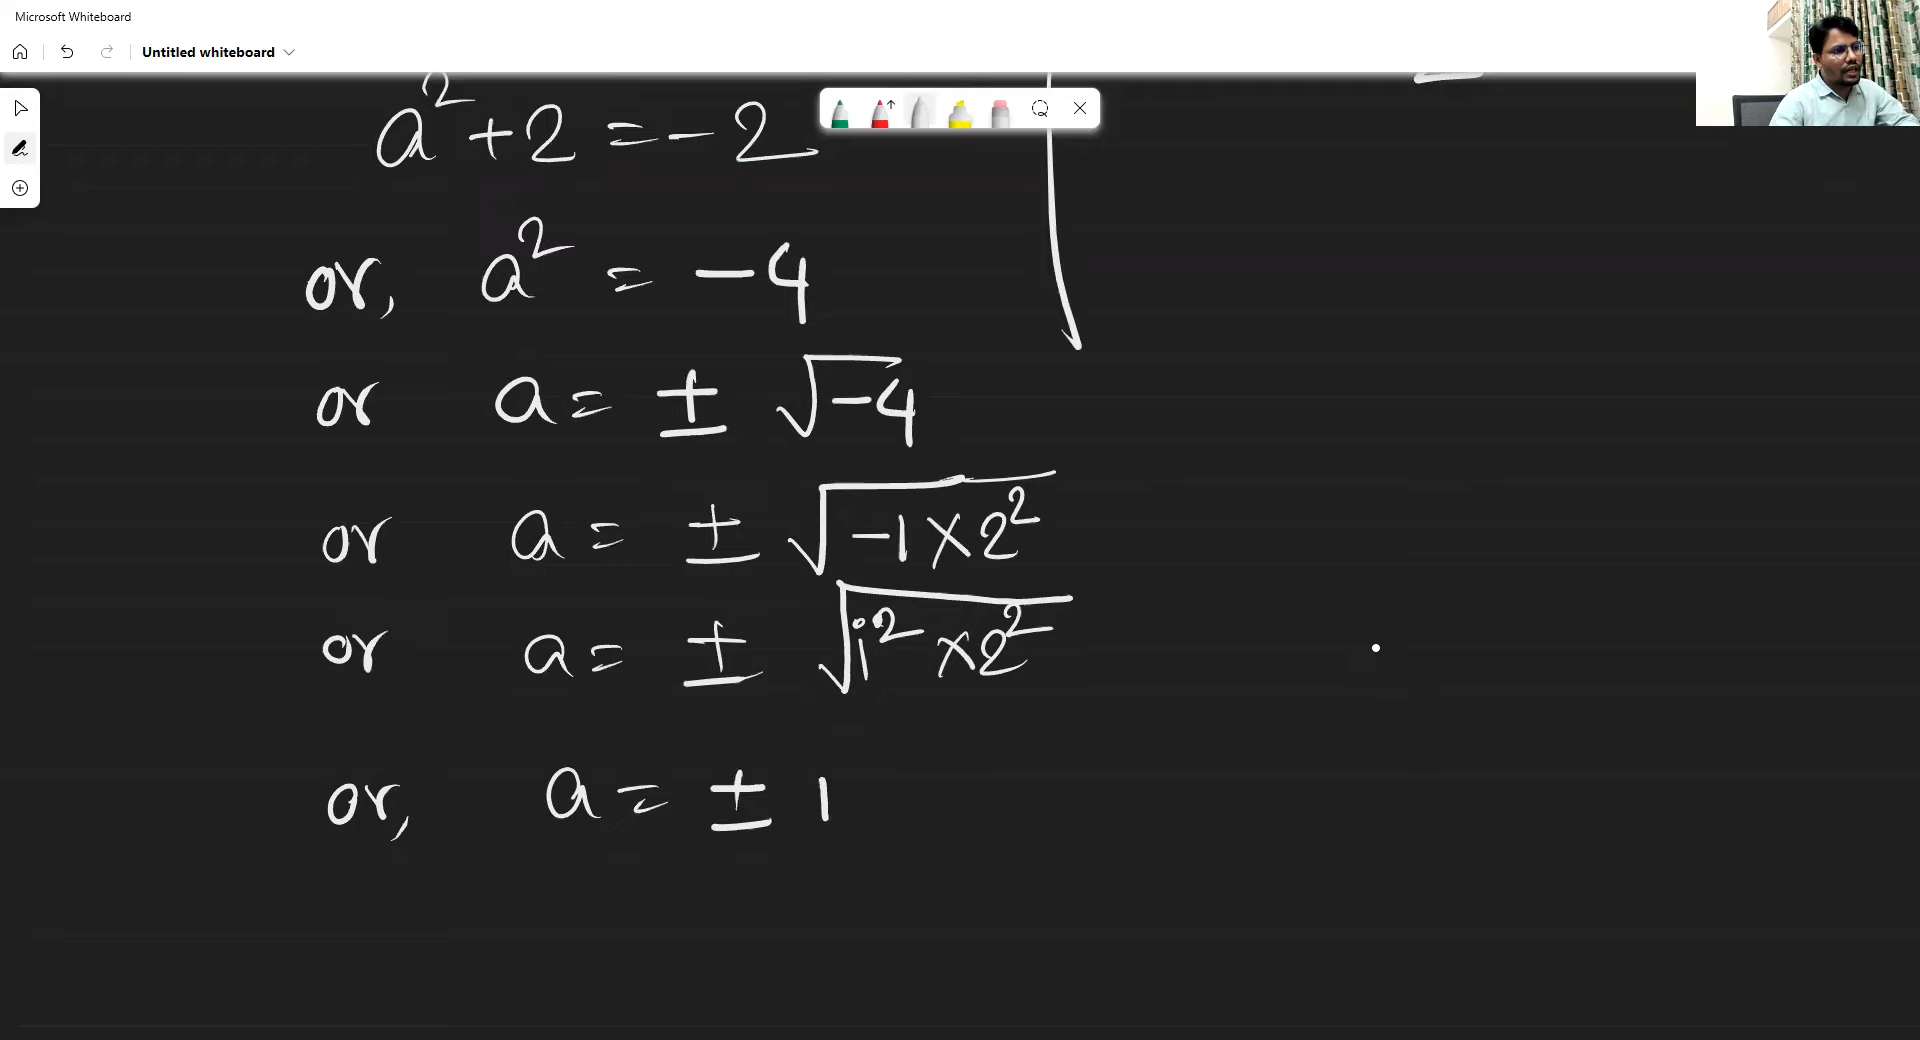 Microsoft Whiteboard
Untitled whiteboard
a² + 2 = - 2
or, a² = - 4
or a = ± √-4
or a = ± √-1 × 2²
or a = ± √i² × 2²
or, a = ± 1